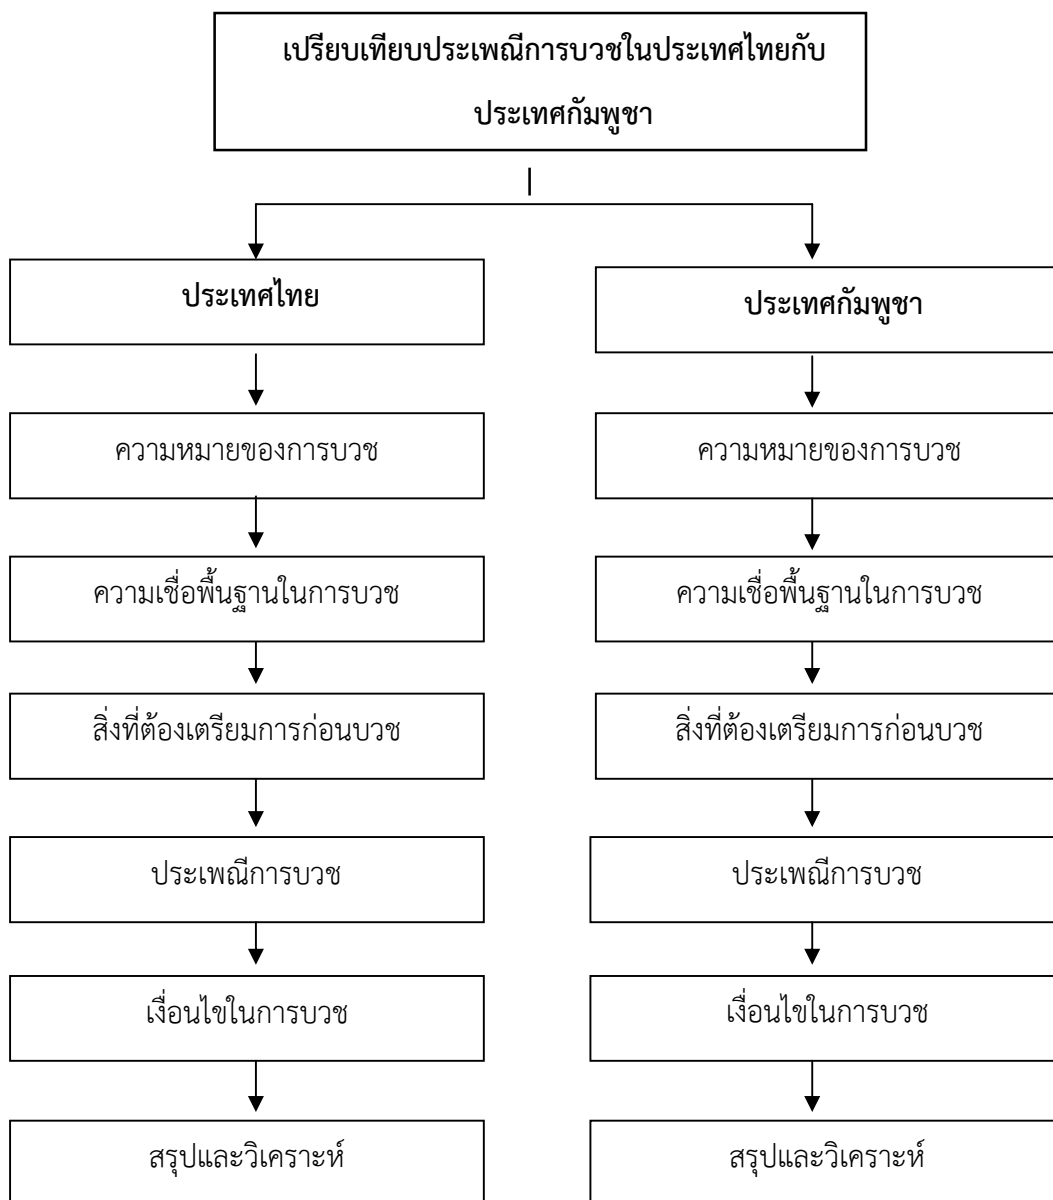 เปรียบเทียบประเพณีการบวชในประเทศไทยกับ
ประเทศกัมพูชา
ประเทศไทย
ความหมายของการบวช
ความเชื่อพื้นฐานในการบวช
สิ่งที่ต้องเตรียมการก่อนบวช
ประเพณีการบวช
เงื่อนไขในการบวช
สรุปและวิเคราะห์
ประเทศกัมพูชา
ความหมายของการบวช
ความเชื่อพื้นฐานในการบวช
สิ่งที่ต้องเตรียมการก่อนบวช
ประเพณีการบวช
เงื่อนไขในการบวช
สรุปและวิเคราะห์